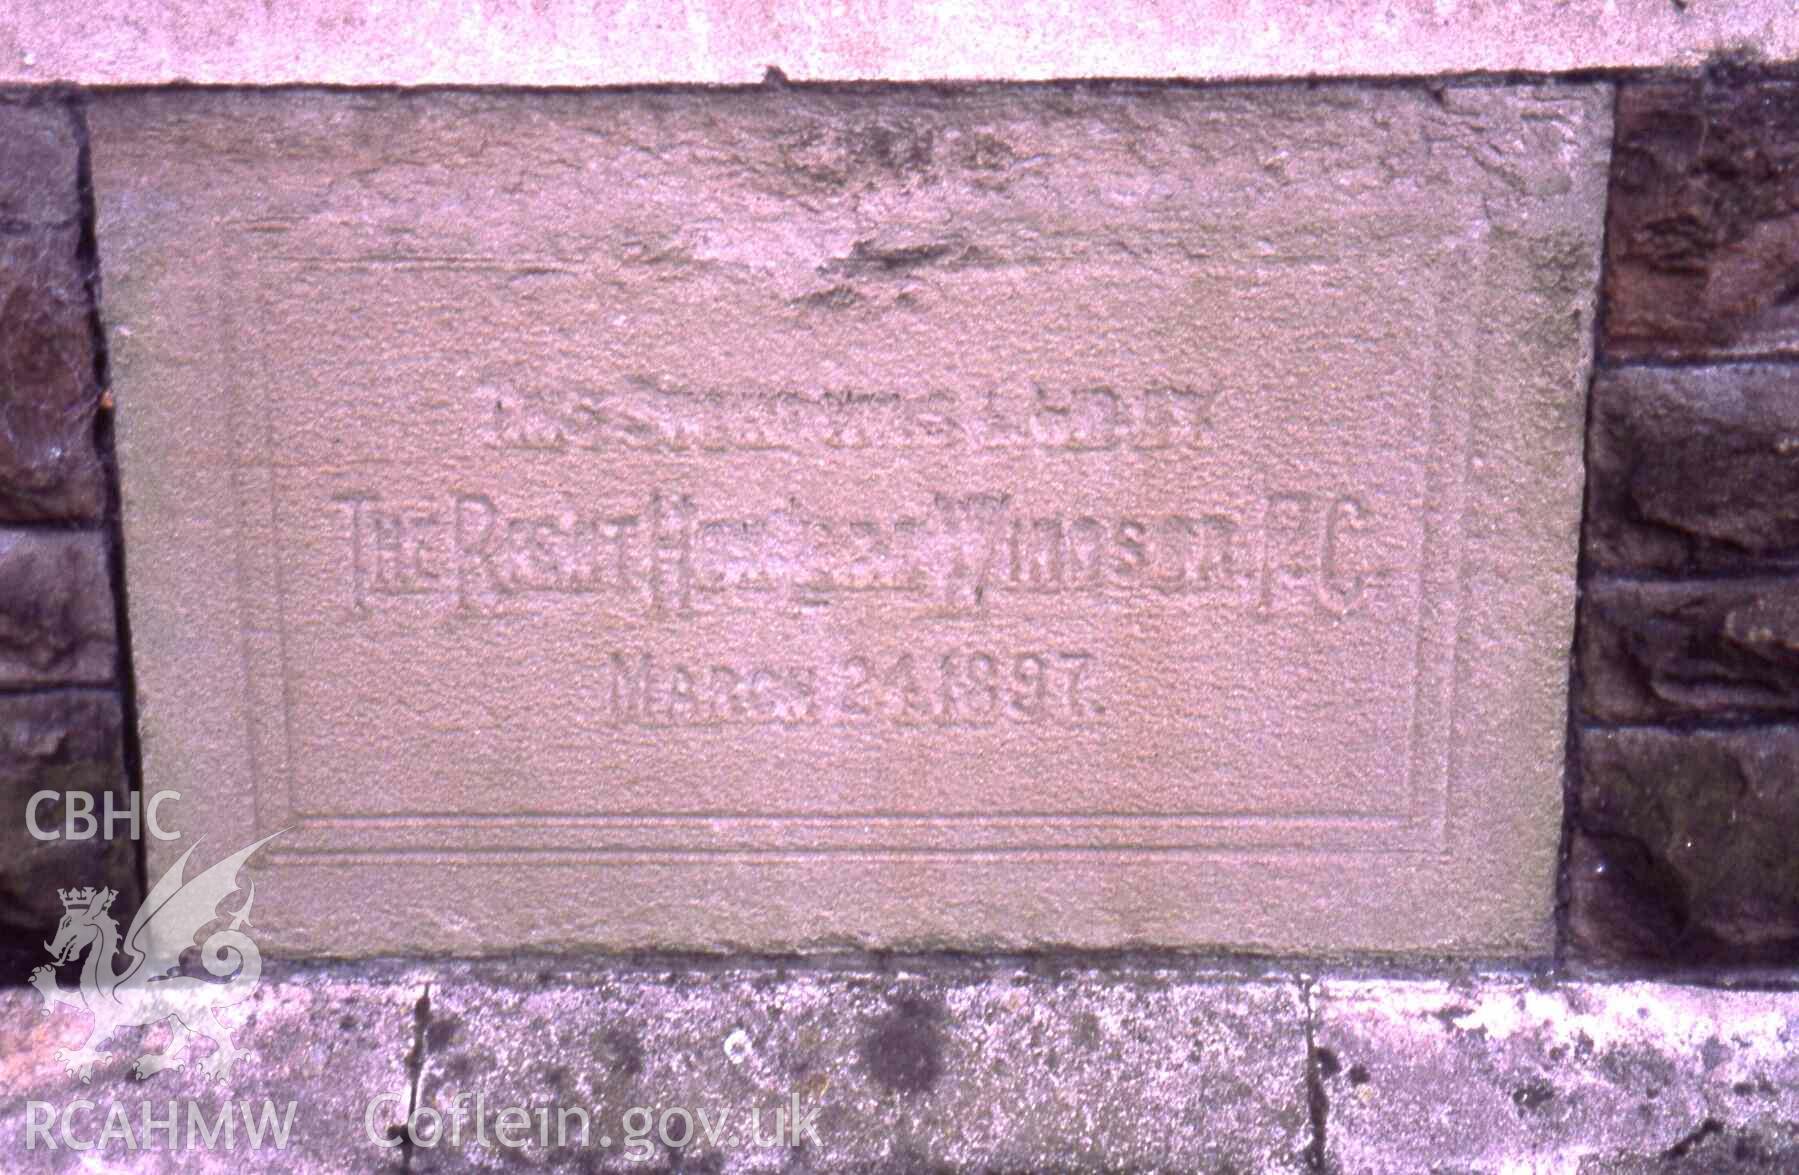 THIS STONE WAS LAID BY
THE RIGHT HON. LORD WINDSOR. P.C.
MARCH 24. 1897.
CBHC
RCAHMW
Coflein.gov.uk